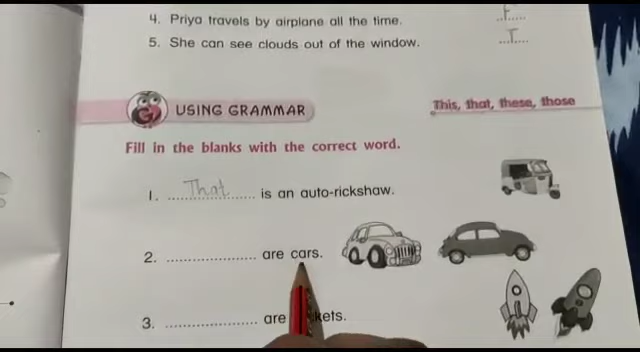 4. Priya travels by airplane all the time. ..F.....
5. She can see clouds out of the window. ...T....
USING GRAMMAR
This, that, these, those
Fill in the blanks with the correct word.
1. That is an auto-rickshaw.
2. .................... are cars.
3. .................... are kets.